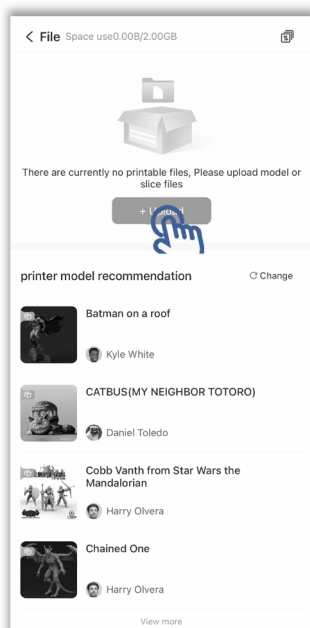 File Space use0.00B/2.00GB
There are currently no printable files, Please upload model or
slice files
+ Upload
printer model recommendation
Change
Batman on a roof
Kyle White
CATBUS(MY NEIGHBOR TOTORO)
Daniel Toledo
Cobb Vanth from Star Wars the
Mandalorian
Harry Olvera
Chained One
Harry Olvera
View more